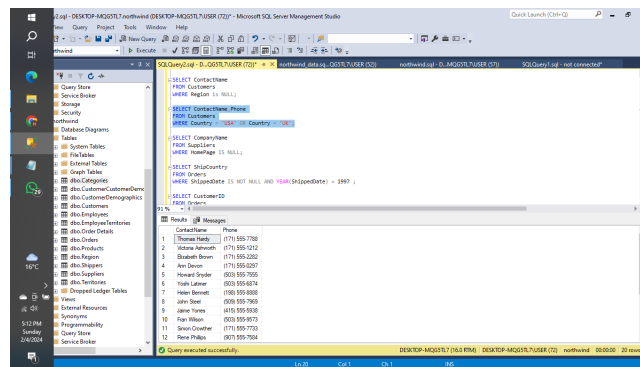 y2.sql - DESKTOP-MQG5TL7.northwind (DESKTOP-MQG5TL7\USER (72))* - Microsoft SQL Server Management Studio
Quick Launch (Ctrl+Q)
View Query Project Tools Window Help
New Query
thwind
Execute
SQLQuery2.sql - D...QG5TL7\USER (72))*
northwind_data.sq...QG5TL7\USER (52))
northwind.sql - D...MQG5TL7\USER (57))
SQLQuery1.sql - not connected*
Query Store
Service Broker
Storage
Security
northwind
Database Diagrams
Tables
System Tables
FileTables
External Tables
Graph Tables
dbo.Categories
dbo.CustomerCustomerDemo
dbo.CustomerDemographics
dbo.Customers
dbo.Employees
dbo.EmployeeTerritories
dbo.Order Details
dbo.Orders
dbo.Products
dbo.Region
dbo.Shippers
dbo.Suppliers
dbo.Territories
Dropped Ledger Tables
Views
External Resources
Synonyms
Programmability
Query Store
Service Broker
SELECT ContactName
FROM Customers
WHERE Region is NULL;
SELECT ContactName,Phone
FROM Customers
WHERE Country = 'USA' OR Country = 'UK';
SELECT CompanyName
FROM Suppliers
WHERE HomePage IS NULL;
SELECT ShipCountry
FROM Orders
WHERE ShippedDate IS NOT NULL AND YEAR(ShippedDate) = 1997 ;
SELECT CustomerID
FROM Orders
91 %
Results Messages
ContactName Phone
1 Thomas Hardy (171) 555-7788
2 Victoria Ashworth (171) 555-1212
3 Elizabeth Brown (171) 555-2282
4 Ann Devon (171) 555-0297
5 Howard Snyder (503) 555-7555
6 Yoshi Latimer (503) 555-6874
7 Helen Bennett (198) 555-8888
8 John Steel (509) 555-7969
9 Jaime Yorres (415) 555-5938
10 Fran Wilson (503) 555-9573
11 Simon Crowther (171) 555-7733
12 Rene Phillips (907) 555-7584
Query executed successfully.
DESKTOP-MQG5TL7 (16.0 RTM)
DESKTOP-MQG5TL7\USER (72)
northwind
00:00:00
20 rows
Ln 20
Col 1
Ch 1
INS
29
16°C
5:12 PM
Sunday
2/4/2024